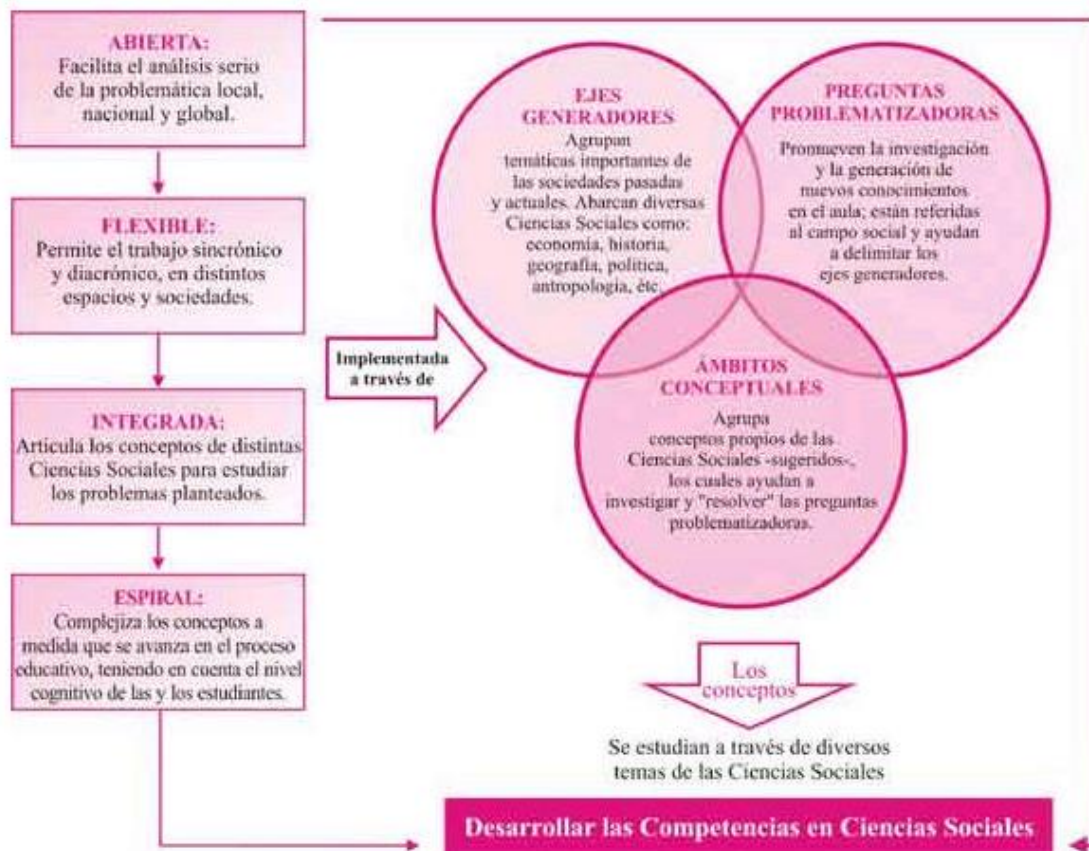 ABIERTA:
Facilita el análisis serio
de la problemática local,
nacional y global.
FLEXIBLE:
Permite el trabajo sincrónico
y diacrónico, en distintos
espacios y sociedades.
INTEGRADA:
Articula los conceptos de distintas
Ciencias Sociales para estudiar
los problemas planteados.
ESPIRAL:
Complejiza los conceptos a
medida que se avanza en el proceso
educativo, teniendo en cuenta el nivel
cognitivo de las y los estudiantes.
Implementada
a través de
EJES
GENERADORES
Agrupan
temáticas importantes de
las sociedades pasadas
y actuales. Abarcan diversas
Ciencias Sociales como:
economía, historia,
geografía, política,
antropología, étc.
PREGUNTAS
PROBLEMATIZADORAS
Promueven la investigación
y la generación de
nuevos conocimientos
en el aula; están referidas
al campo social y ayudan
a delimitar los
ejes generadores.
ÁMBITOS
CONCEPTUALES
Agrupa
conceptos propios de las
Ciencias Sociales -sugeridos-,
los cuales ayudan a
investigar y "resolver" las preguntas
problematizadoras.
Los
conceptos
Se estudian a través de diversos
temas de las Ciencias Sociales
Desarrollar las Competencias en Ciencias Sociales